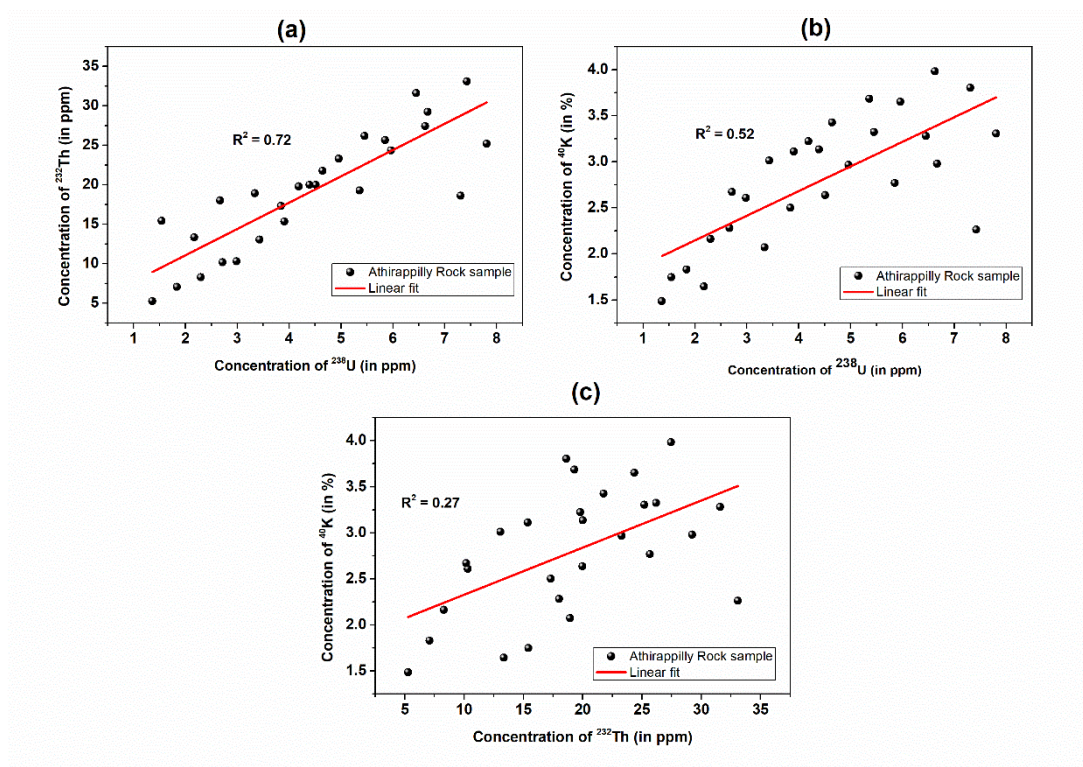 (a)
35
30
25
20
15
10
5
Concentration of ²³²Th (in ppm)
R² = 0.72
Athirappilly Rock sample
Linear fit
1 2 3 4 5 6 7 8
Concentration of ²³⁸U (in ppm)
(b)
4.0
3.5
3.0
2.5
2.0
1.5
Concentration of ⁴⁰K (in %)
R² = 0.52
Athirappilly Rock sample
Linear fit
1 2 3 4 5 6 7 8
Concentration of ²³⁸U (in ppm)
(c)
4.0
3.5
3.0
2.5
2.0
1.5
Concentration of ⁴⁰K (in %)
R² = 0.27
Athirappilly Rock sample
Linear fit
5 10 15 20 25 30 35
Concentration of ²³²Th (in ppm)